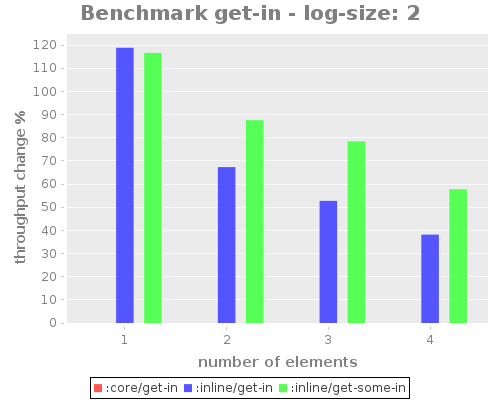 Benchmark get-in - log-size: 2
throughput change %
120
110
100
90
80
70
60
50
40
30
20
10
0
1 2 3 4
number of elements
:core/get-in :inline/get-in :inline/get-some-in